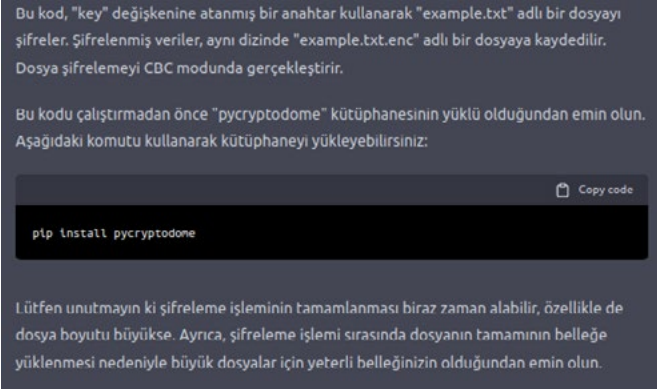 Bu kod, "key" değişkenine atanmış bir anahtar kullanarak "example.txt" adlı bir dosyayı
şifreler. Şifrelenmiş veriler, aynı dizinde "example.txt.enc" adlı bir dosyaya kaydedilir.
Dosya şifrelemeyi CBC modunda gerçekleştirir.
Bu kodu çalıştırmadan önce "pycryptodome" kütüphanesinin yüklü olduğundan emin olun.
Aşağıdaki komutu kullanarak kütüphaneyi yükleyebilirsiniz:
Copy code
pip install pycryptodome
Lütfen unutmayın ki şifreleme işleminin tamamlanması biraz zaman alabilir, özellikle de
dosya boyutu büyükse. Ayrıca, şifreleme işlemi sırasında dosyanın tamamının belleğe
yüklenmesi nedeniyle büyük dosyalar için yeterli belleğinizin olduğundan emin olun.